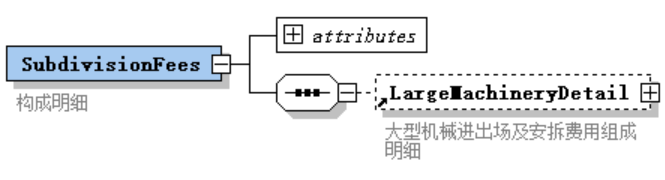 attributes
SubdivisionFees
构成明细
LargeMachineryDetail
大型机械进出场及安拆费用组成
明细